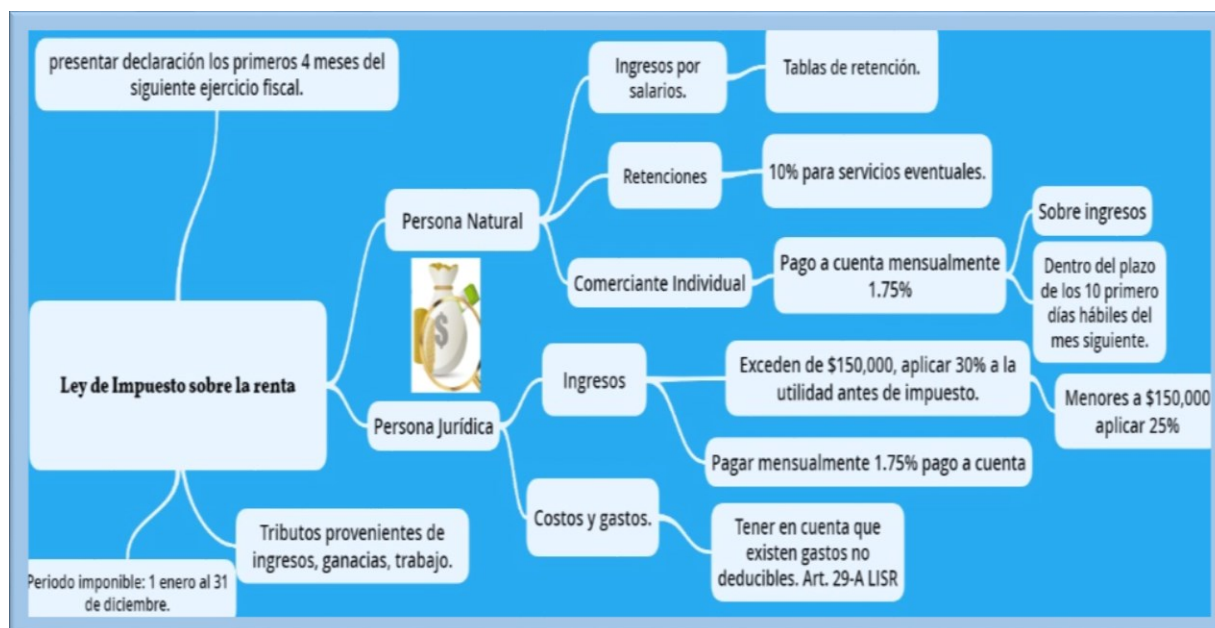 presentar declaración los primeros 4 meses del
siguiente ejercicio fiscal.
Ingresos por
salarios.
Tablas de retención.
Retenciones
10% para servicios eventuales.
Persona Natural
Comerciante Individual
Pago a cuenta mensualmente
1.75%
Sobre ingresos
Dentro del plazo
de los 10 primero
días hábiles del
mes siguiente.
$
Ley de Impuesto sobre la renta
Persona Jurídica
Ingresos
Exceden de $150,000, aplicar 30% a la
utilidad antes de impuesto.
Menores a $150,000
aplicar 25%
Pagar mensualmente 1.75% pago a cuenta
Costos y gastos.
Tener en cuenta que
existen gastos no
deducibles. Art. 29-A LISR
Tributos provenientes de
ingresos, ganacias, trabajo.
Periodo imponible: 1 enero al 31
de diciembre.